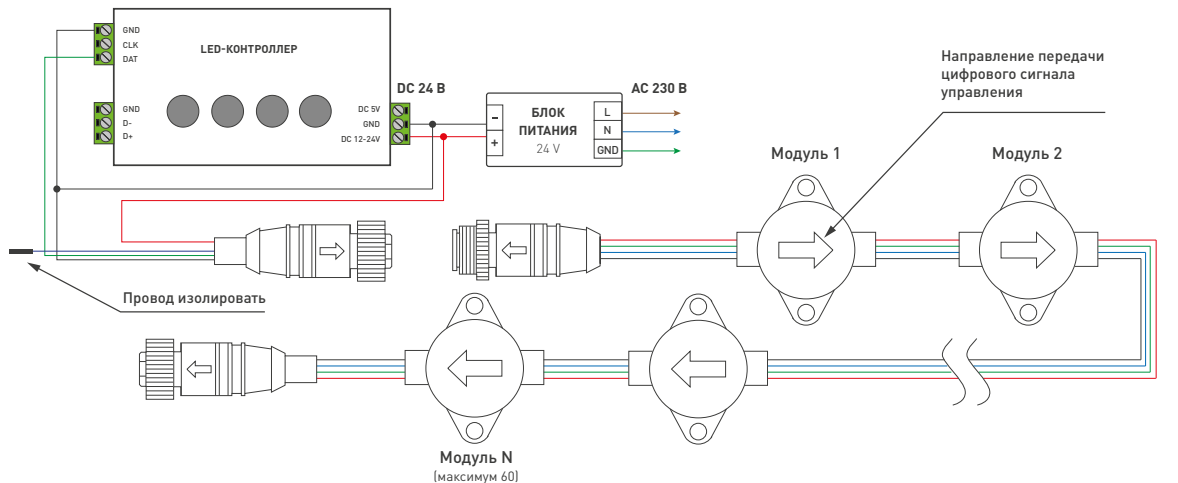 GND
CLK
DAT
LED-КОНТРОЛЛЕР
GND
D-
D+
DC 5V
GND
DC 12-24V
DC 24 В
–
+
БЛОК
ПИТАНИЯ
24 V
L
N
GND
AC 230 В
Направление передачи
цифрового сигнала
управления
Модуль 1
Модуль 2
Провод изолировать
Модуль N
(максимум 60)